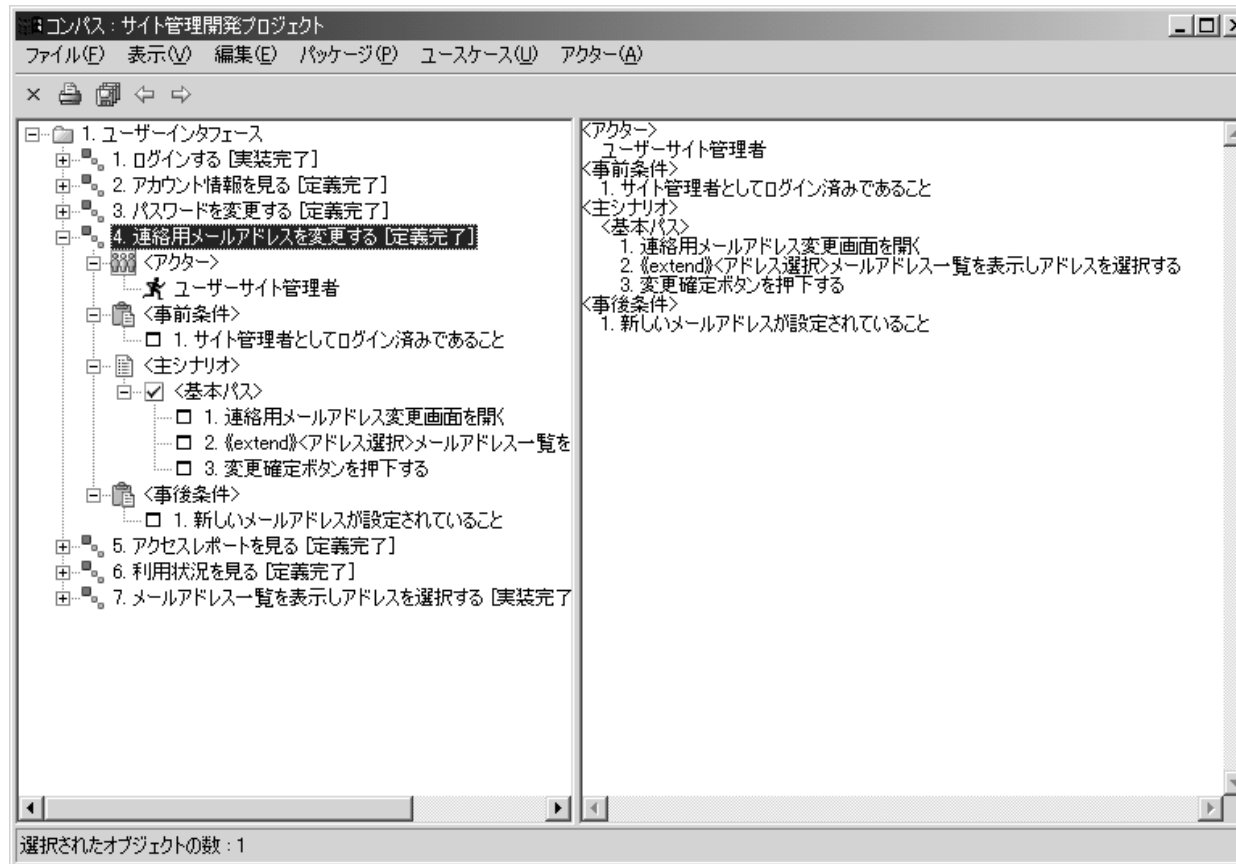 コンパス：サイト管理開発プロジェクト
ファイル(F) 表示(V) 編集(E) パッケージ(P) ユースケース(U) アクター(A)
1. ユーザーインタフェース
1. ログインする [実装完了]
2. アカウント情報を見る [定義完了]
3. パスワードを変更する [定義完了]
4. 連絡用メールアドレスを変更する [定義完了]
<アクター>
ユーザーサイト管理者
<事前条件>
1. サイト管理者としてログイン済みであること
<主シナリオ>
<基本パス>
1. 連絡用メールアドレス変更画面を開く
2. 《extend》<アドレス選択>メールアドレス一覧を
3. 変更確定ボタンを押下する
<事後条件>
1. 新しいメールアドレスが設定されていること
5. アクセスレポートを見る [定義完了]
6. 利用状況を見る [定義完了]
7. メールアドレス一覧を表示しアドレスを選択する [実装完了
<アクター>
ユーザーサイト管理者
<事前条件>
1. サイト管理者としてログイン済みであること
<主シナリオ>
<基本パス>
1. 連絡用メールアドレス変更画面を開く
2. 《extend》<アドレス選択>メールアドレス一覧を表示しアドレスを選択する
3. 変更確定ボタンを押下する
<事後条件>
1. 新しいメールアドレスが設定されていること
選択されたオブジェクトの数：1